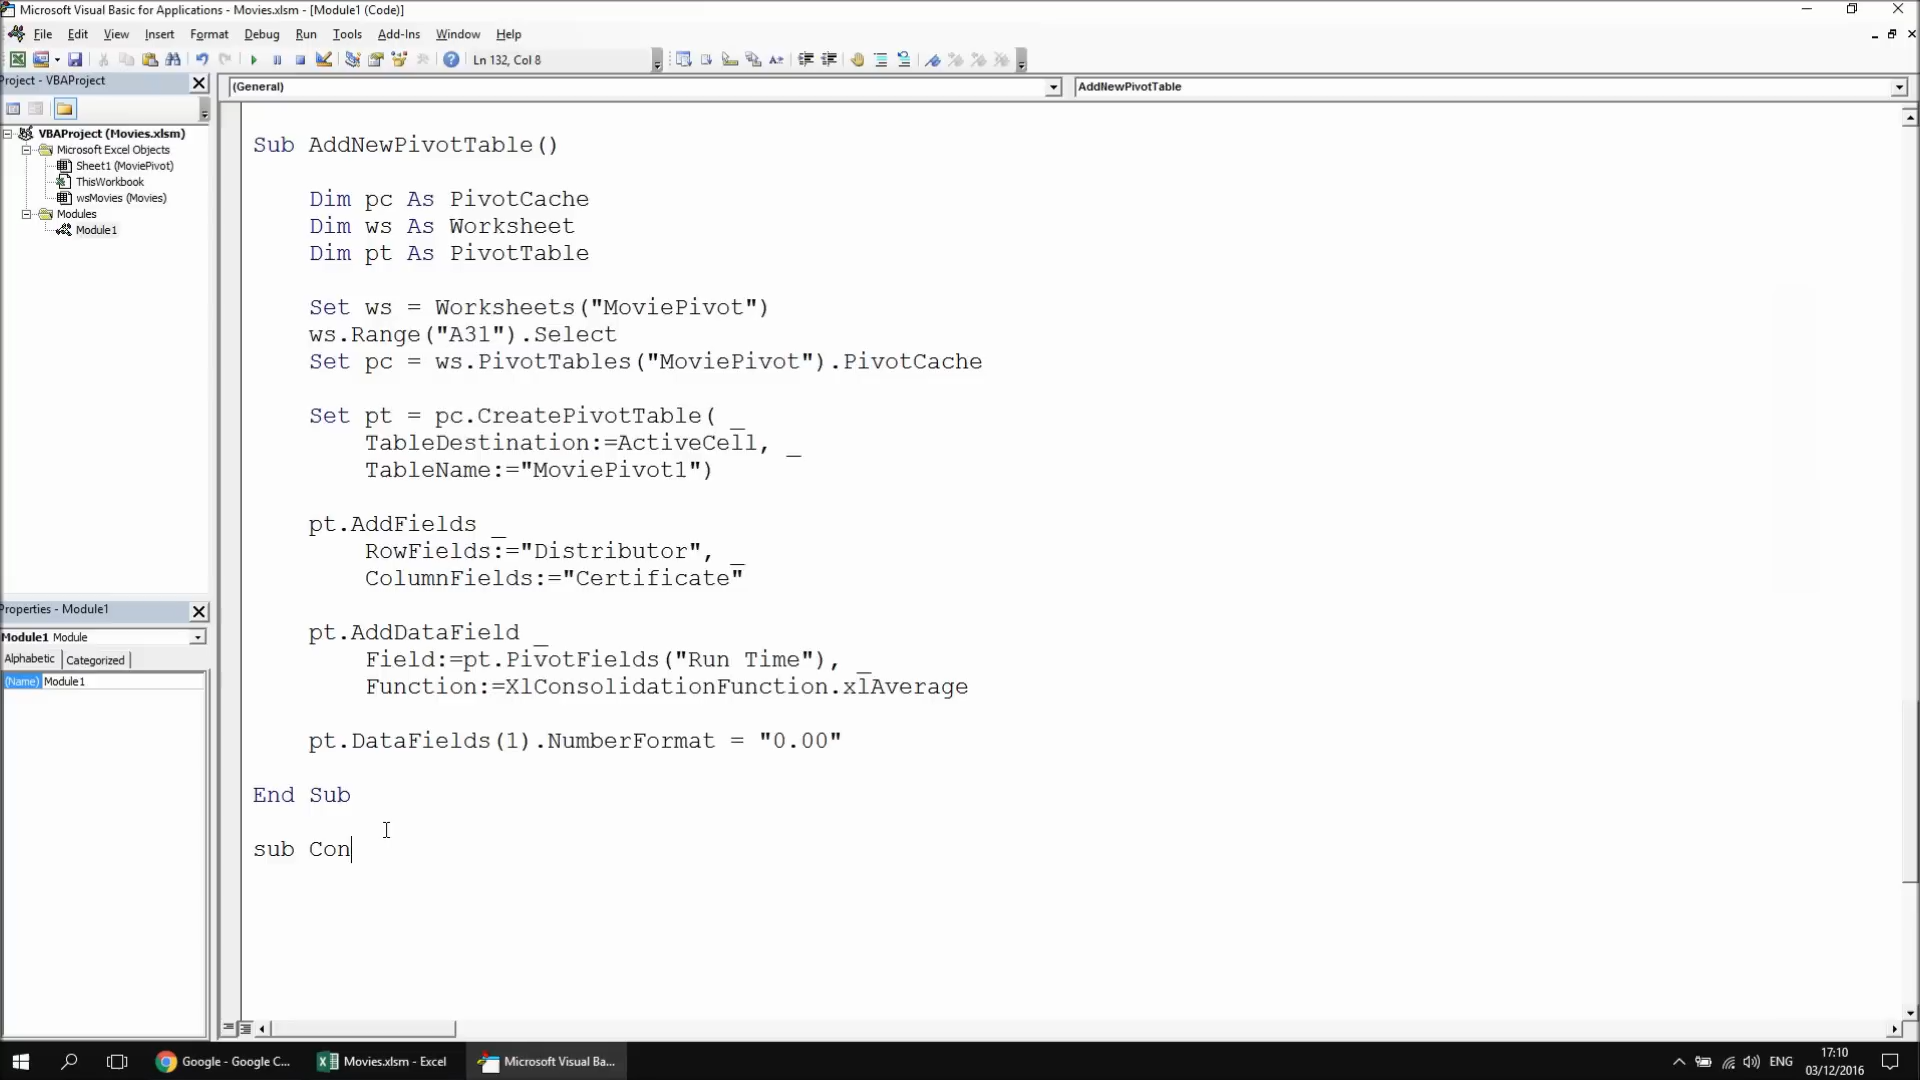 Microsoft Visual Basic for Applications - Movies.xlsm - [Module1 (Code)]
File Edit View Insert Format Debug Run Tools Add-Ins Window Help
Ln 132, Col 8
Project - VBAProject
(General)
AddNewPivotTable
VBAProject (Movies.xlsm)
Microsoft Excel Objects
Sheet1 (MoviePivot)
ThisWorkbook
wsMovies (Movies)
Modules
Module1
Properties - Module1
Module1 Module
Alphabetic Categorized
(Name) Module1
Sub AddNewPivotTable()
Dim pc As PivotCache
Dim ws As Worksheet
Dim pt As PivotTable
Set ws = Worksheets("MoviePivot")
ws.Range("A31").Select
Set pc = ws.PivotTables("MoviePivot").PivotCache
Set pt = pc.CreatePivotTable( _
TableDestination:=ActiveCell, _
TableName:="MoviePivot1")
pt.AddFields _
RowFields:="Distributor", _
ColumnFields:="Certificate"
pt.AddDataField _
Field:=pt.PivotFields("Run Time"), _
Function:=XlConsolidationFunction.xlAverage
pt.DataFields(1).NumberFormat = "0.00"
End Sub
sub Con
Google - Google C...
Movies.xlsm - Excel
Microsoft Visual Ba...
ENG
17:10
03/12/2016